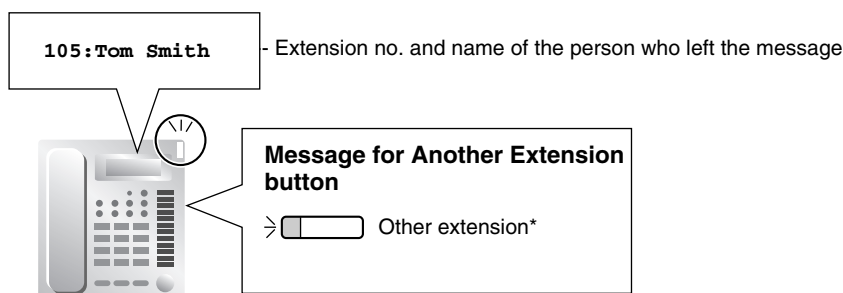 105:Tom Smith
- Extension no. and name of the person who left the message
Message for Another Extension
button
Other extension*